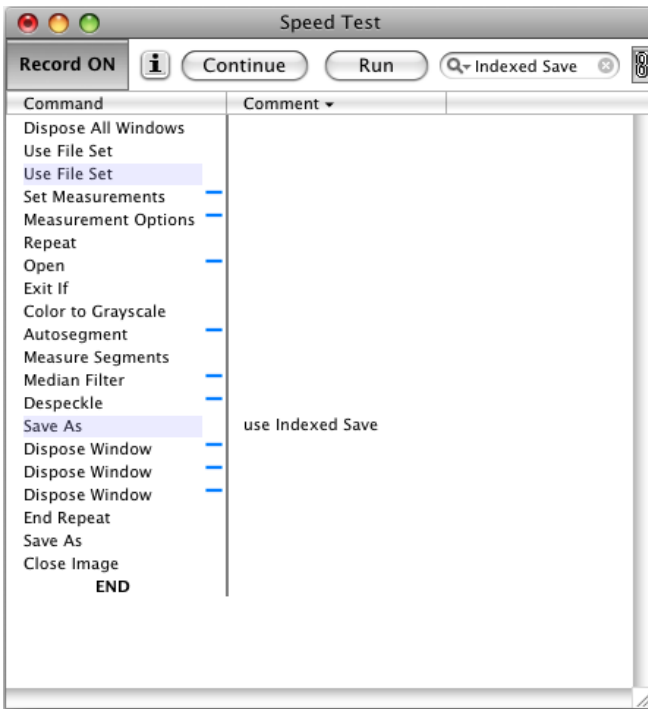 Speed Test
Record ON i Continue Run Indexed Save
Command Comment
Dispose All Windows
Use File Set
Use File Set
Set Measurements
Measurement Options
Repeat
Open
Exit If
Color to Grayscale
Autosegment
Measure Segments
Median Filter
Despeckle
Save As use Indexed Save
Dispose Window
Dispose Window
Dispose Window
End Repeat
Save As
Close Image
END